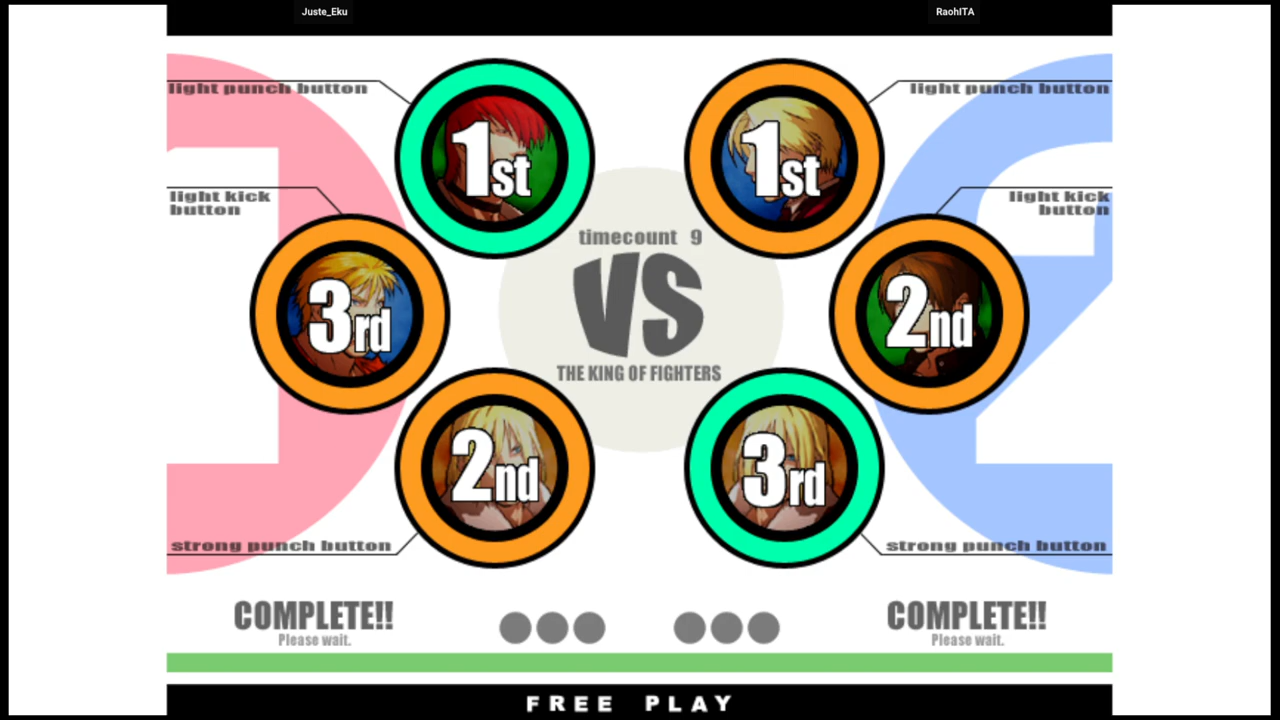 Juste_Eku
RaohITA
light punch button
light punch button
1st
1st
light kick
button
light kick
button
timecount 9
VS
THE KING OF FIGHTERS
3rd
2nd
2nd
3rd
strong punch button
strong punch button
COMPLETE!!
Please wait.
COMPLETE!!
Please wait.
FREE PLAY